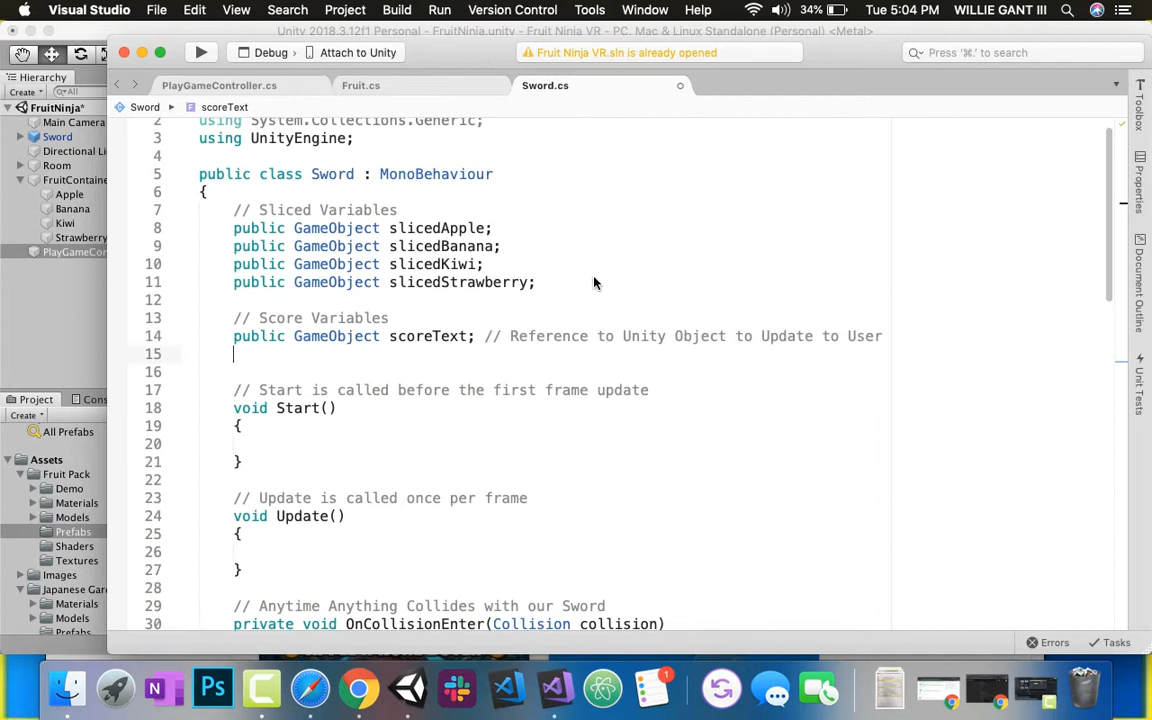 Visual Studio File Edit View Search Project Build Run Version Control Tools Window Help 34% Tue 5:04 PM WILLIE GANT III
Unity 2018.3.12f1 Personal - FruitNinja.unity - Fruit Ninja VR - PC, Mac & Linux Standalone (Personal) <Metal>
Debug Attach to Unity Fruit Ninja VR.sln is already opened Press '⌘.' to search
PlayGameController.cs Fruit.cs Sword.cs
Sword scoreText
Hierarchy
Create All
FruitNinja*
Main Camera
Sword
Directional Li
Room
FruitContaine
Apple
Banana
Kiwi
Strawberry
PlayGameCo
Project Cons
Create
All Prefabs
Assets
Fruit Pack
Demo
Materials
Models
Prefabs
Shaders
Textures
Images
Japanese Gar
Materials
Models
Prefabs
2 using System.Collections.Generic;
3 using UnityEngine;
4
5 public class Sword : MonoBehaviour
6 {
7 // Sliced Variables
8 public GameObject slicedApple;
9 public GameObject slicedBanana;
10 public GameObject slicedKiwi;
11 public GameObject slicedStrawberry;
12
13 // Score Variables
14 public GameObject scoreText; // Reference to Unity Object to Update to User
15
16
17 // Start is called before the first frame update
18 void Start()
19 {
20
21 }
22
23 // Update is called once per frame
24 void Update()
25 {
26
27 }
28
29 // Anytime Anything Collides with our Sword
30 private void OnCollisionEnter(Collision collision)
Toolbox
Properties
Document Outline
Unit Tests
Errors Tasks
N Ps 1